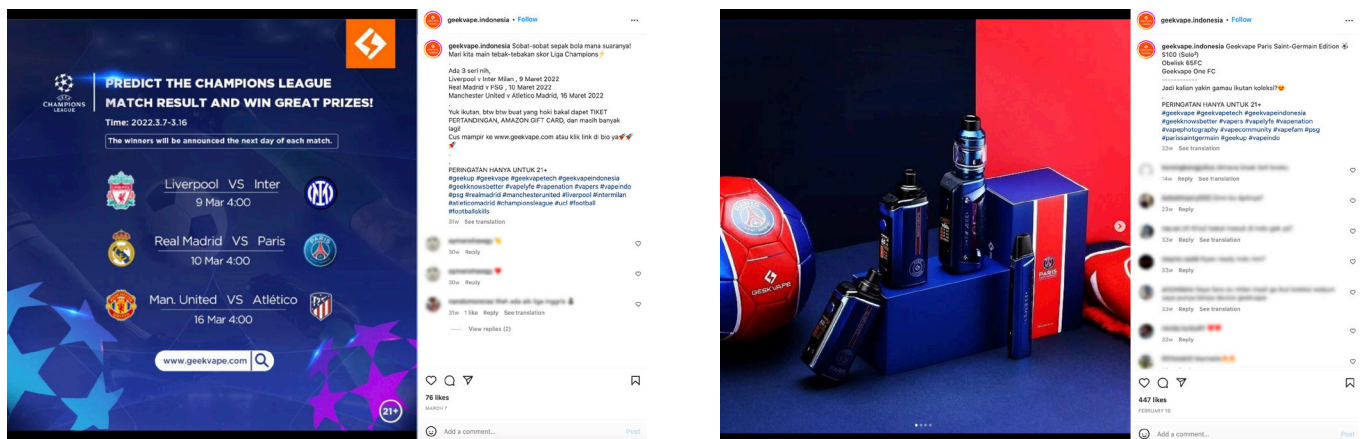 CHAMPIONS
LEAGUE
PREDICT THE CHAMPIONS LEAGUE
MATCH RESULT AND WIN GREAT PRIZES!
Time: 2022.3.7-3.16
The winners will be announced the next day of each match.
Liverpool VS Inter
9 Mar 4:00
Real Madrid VS Paris
10 Mar 4:00
Man. United VS Atlético
16 Mar 4:00
www.geekvape.com
21+
geekvape.indonesia • Follow
geekvape.indonesia Sobat-sobat sepak bola mana suaranya!
Mari kita main tebak-tebakan skor Liga Champions⚡
.
Ada 3 seri nih,
Liverpool v Inter Milan , 9 Maret 2022
Real Madrid v PSG , 10 Maret 2022
Manchester United v Atletico Madrid, 16 Maret 2022
.
Yuk ikutan, btw btw buat yang hoki bakal dapet TIKET
PERTANDINGAN, AMAZON GIFT CARD, dan masih banyak
lagi!
Cus mampir ke www.geekvape.com atau klik link di bio ya🚀🚀
🚀
.
.
PERINGATAN HANYA UNTUK 21+
#geekup #geekvape #geekvapetech #geekvapeindonesia
#geekknowsbetter #vapelyfe #vapenation #vapers #vapeindo
#psg #realmadrid #manchesterunited #liverpool #intermilan
#atleticomadrid #championsleague #ucl #football
#footballskills
31w See translation
30w Reply
30w Reply
31w 1 like Reply See translation
View replies (2)
76 likes
MARCH 7
Add a comment... Post
GEEKVAPE
PARIS
geekvape.indonesia • Follow
geekvape.indonesia Geekvape Paris Saint-Germain Edition ⚽
S100 (Solo²)
Obelisk 65FC
Geekvape One FC
------------
Jadi kalian yakin gamau ikutan koleksi?😍
.
PERINGATAN HANYA UNTUK 21+
#geekvape #geekvapetech #geekvapeindonesia
#geekknowsbetter #vapers #vapelyfe #vapenation
#vapephotography #vapecommunity #vapefam #psg
#parissaintgermain #geekup #vapeindo
33w See translation
14w Reply See translation
23w Reply
33w Reply See translation
33w Reply See translation
33w Reply See translation
33w Reply
447 likes
FEBRUARY 16
Add a comment... Post